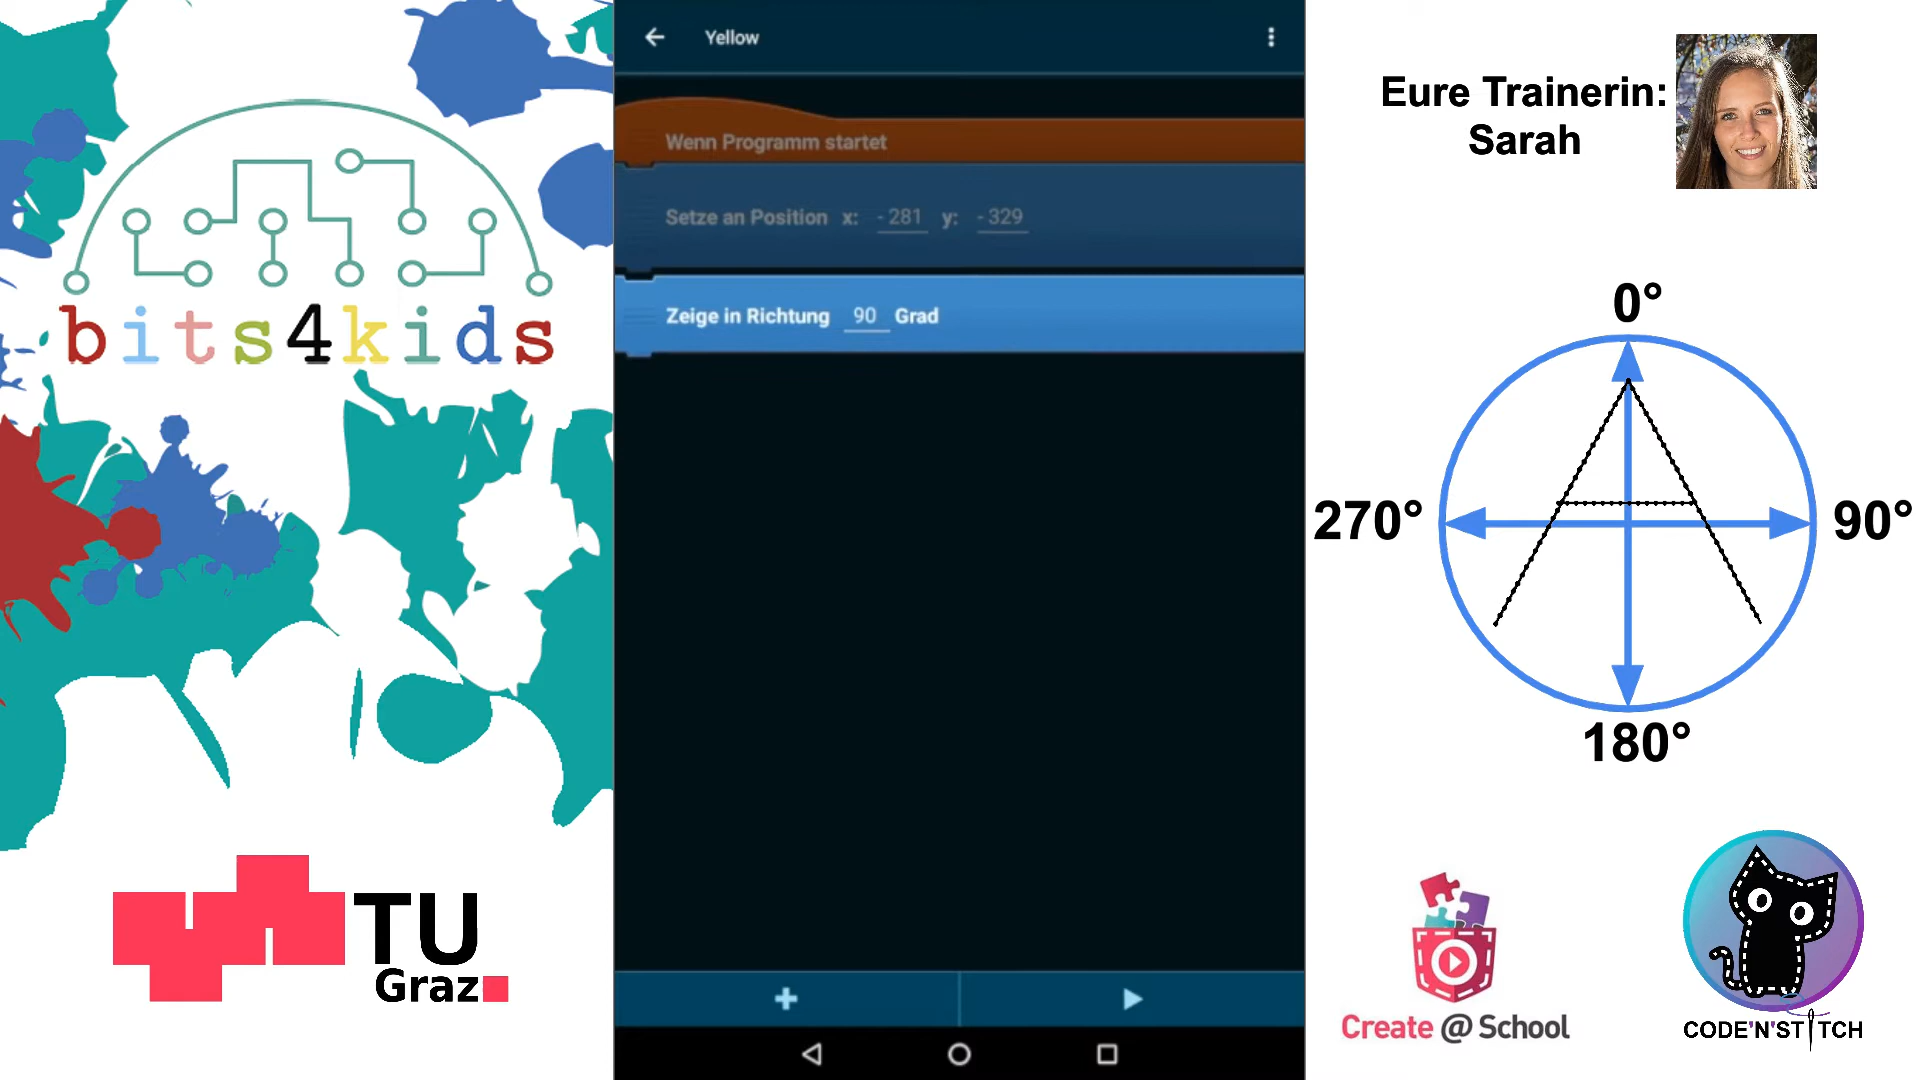 bits4kids
TU
Graz
Yellow
Wenn Programm startet
Setze an Position x: - 281 y: - 329
Zeige in Richtung 90 Grad
Eure Trainerin:
Sarah
0°
270°
90°
180°
Create @ School
CODE'N'STITCH